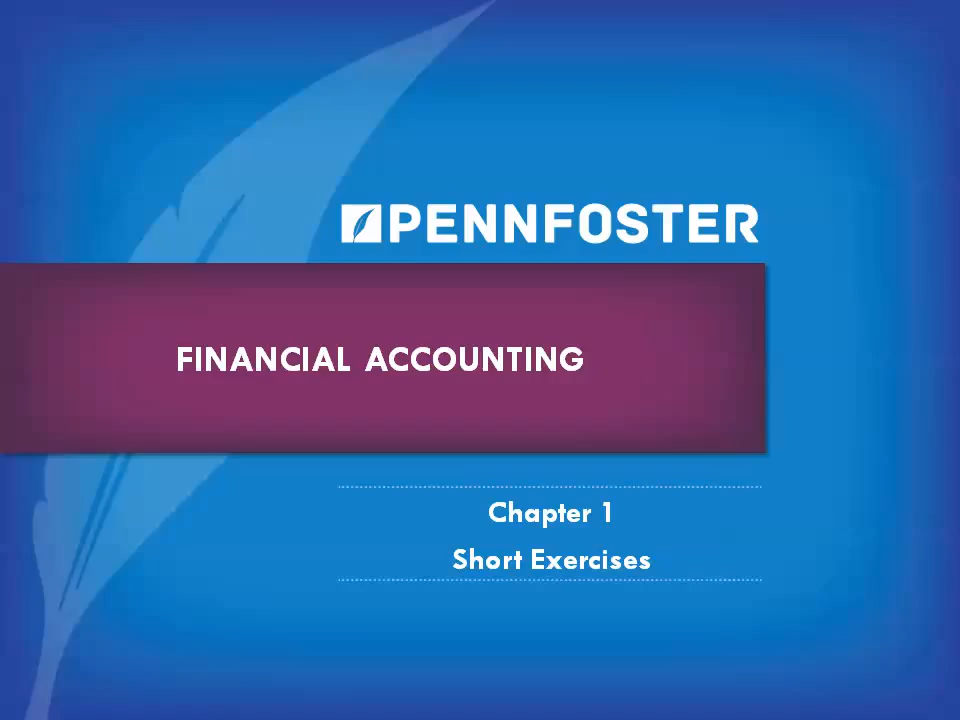 PENNFOSTER
FINANCIAL ACCOUNTING
Chapter 1
Short Exercises